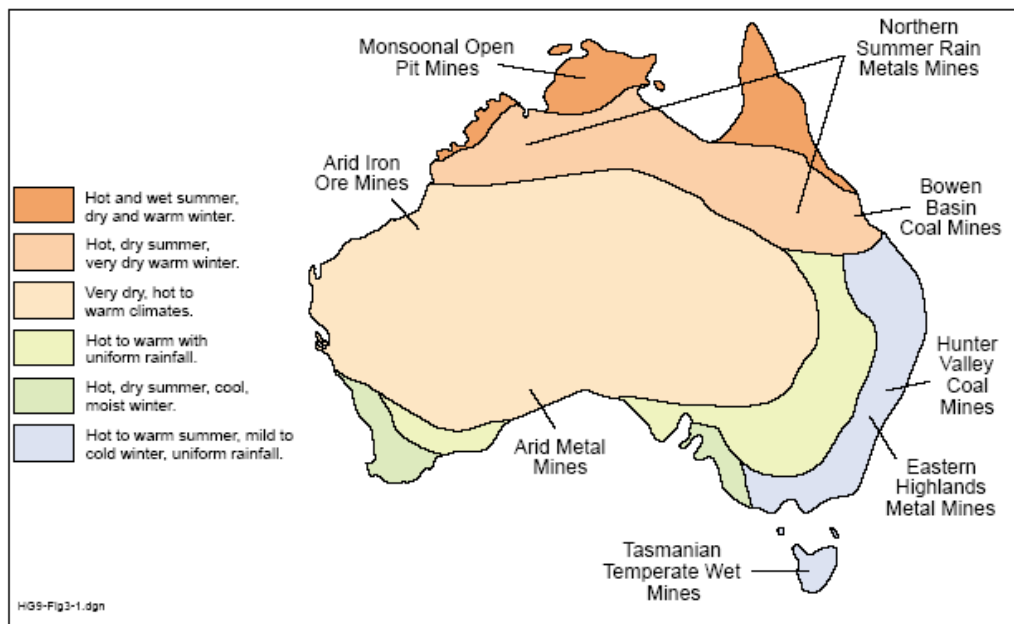 Monsoonal Open
Pit Mines
Northern
Summer Rain
Metals Mines
Arid Iron
Ore Mines
Bowen
Basin
Coal Mines
Hot and wet summer,
dry and warm winter.
Hot, dry summer,
very dry warm winter.
Very dry, hot to
warm climates.
Hot to warm with
uniform rainfall.
Hot, dry summer, cool,
moist winter.
Hot to warm summer, mild to
cold winter, uniform rainfall.
Hunter
Valley
Coal
Mines
Arid Metal
Mines
Eastern
Highlands
Metal Mines
Tasmanian
Temperate Wet
Mines
HG9-Fig3-1.dgn